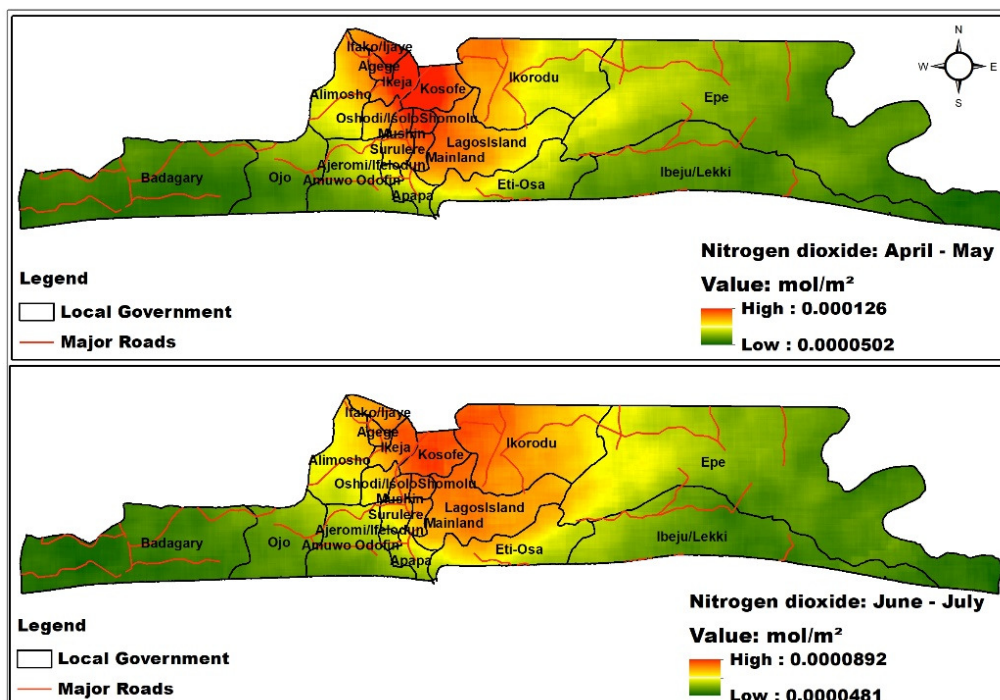 N
W E
S
Ifako/Ijaye
Agege
Ikeja
Kosofe
Ikorodu
Alimosho
Epe
Oshodi/Isolo Shomolu
Mushin
Surulere
LagosIsland
Mainland
Ajeromi/Ifelodun
Ibeju/Lekki
Badagary
Ojo
Amuwo Odofin
Eti-Osa
Apapa
Nitrogen dioxide: April - May
Value: mol/m²
High : 0.000126
Low : 0.0000502
Legend
Local Government
Major Roads
Ifako/Ijaye
Agege
Ikeja
Kosofe
Ikorodu
Alimosho
Epe
Oshodi/Isolo Shomolu
Mushin
Surulere
LagosIsland
Mainland
Ajeromi/Ifelodun
Ibeju/Lekki
Badagary
Ojo
Amuwo Odofin
Eti-Osa
Apapa
Nitrogen dioxide: June - July
Value: mol/m²
High : 0.0000892
Low : 0.0000481
Legend
Local Government
Major Roads